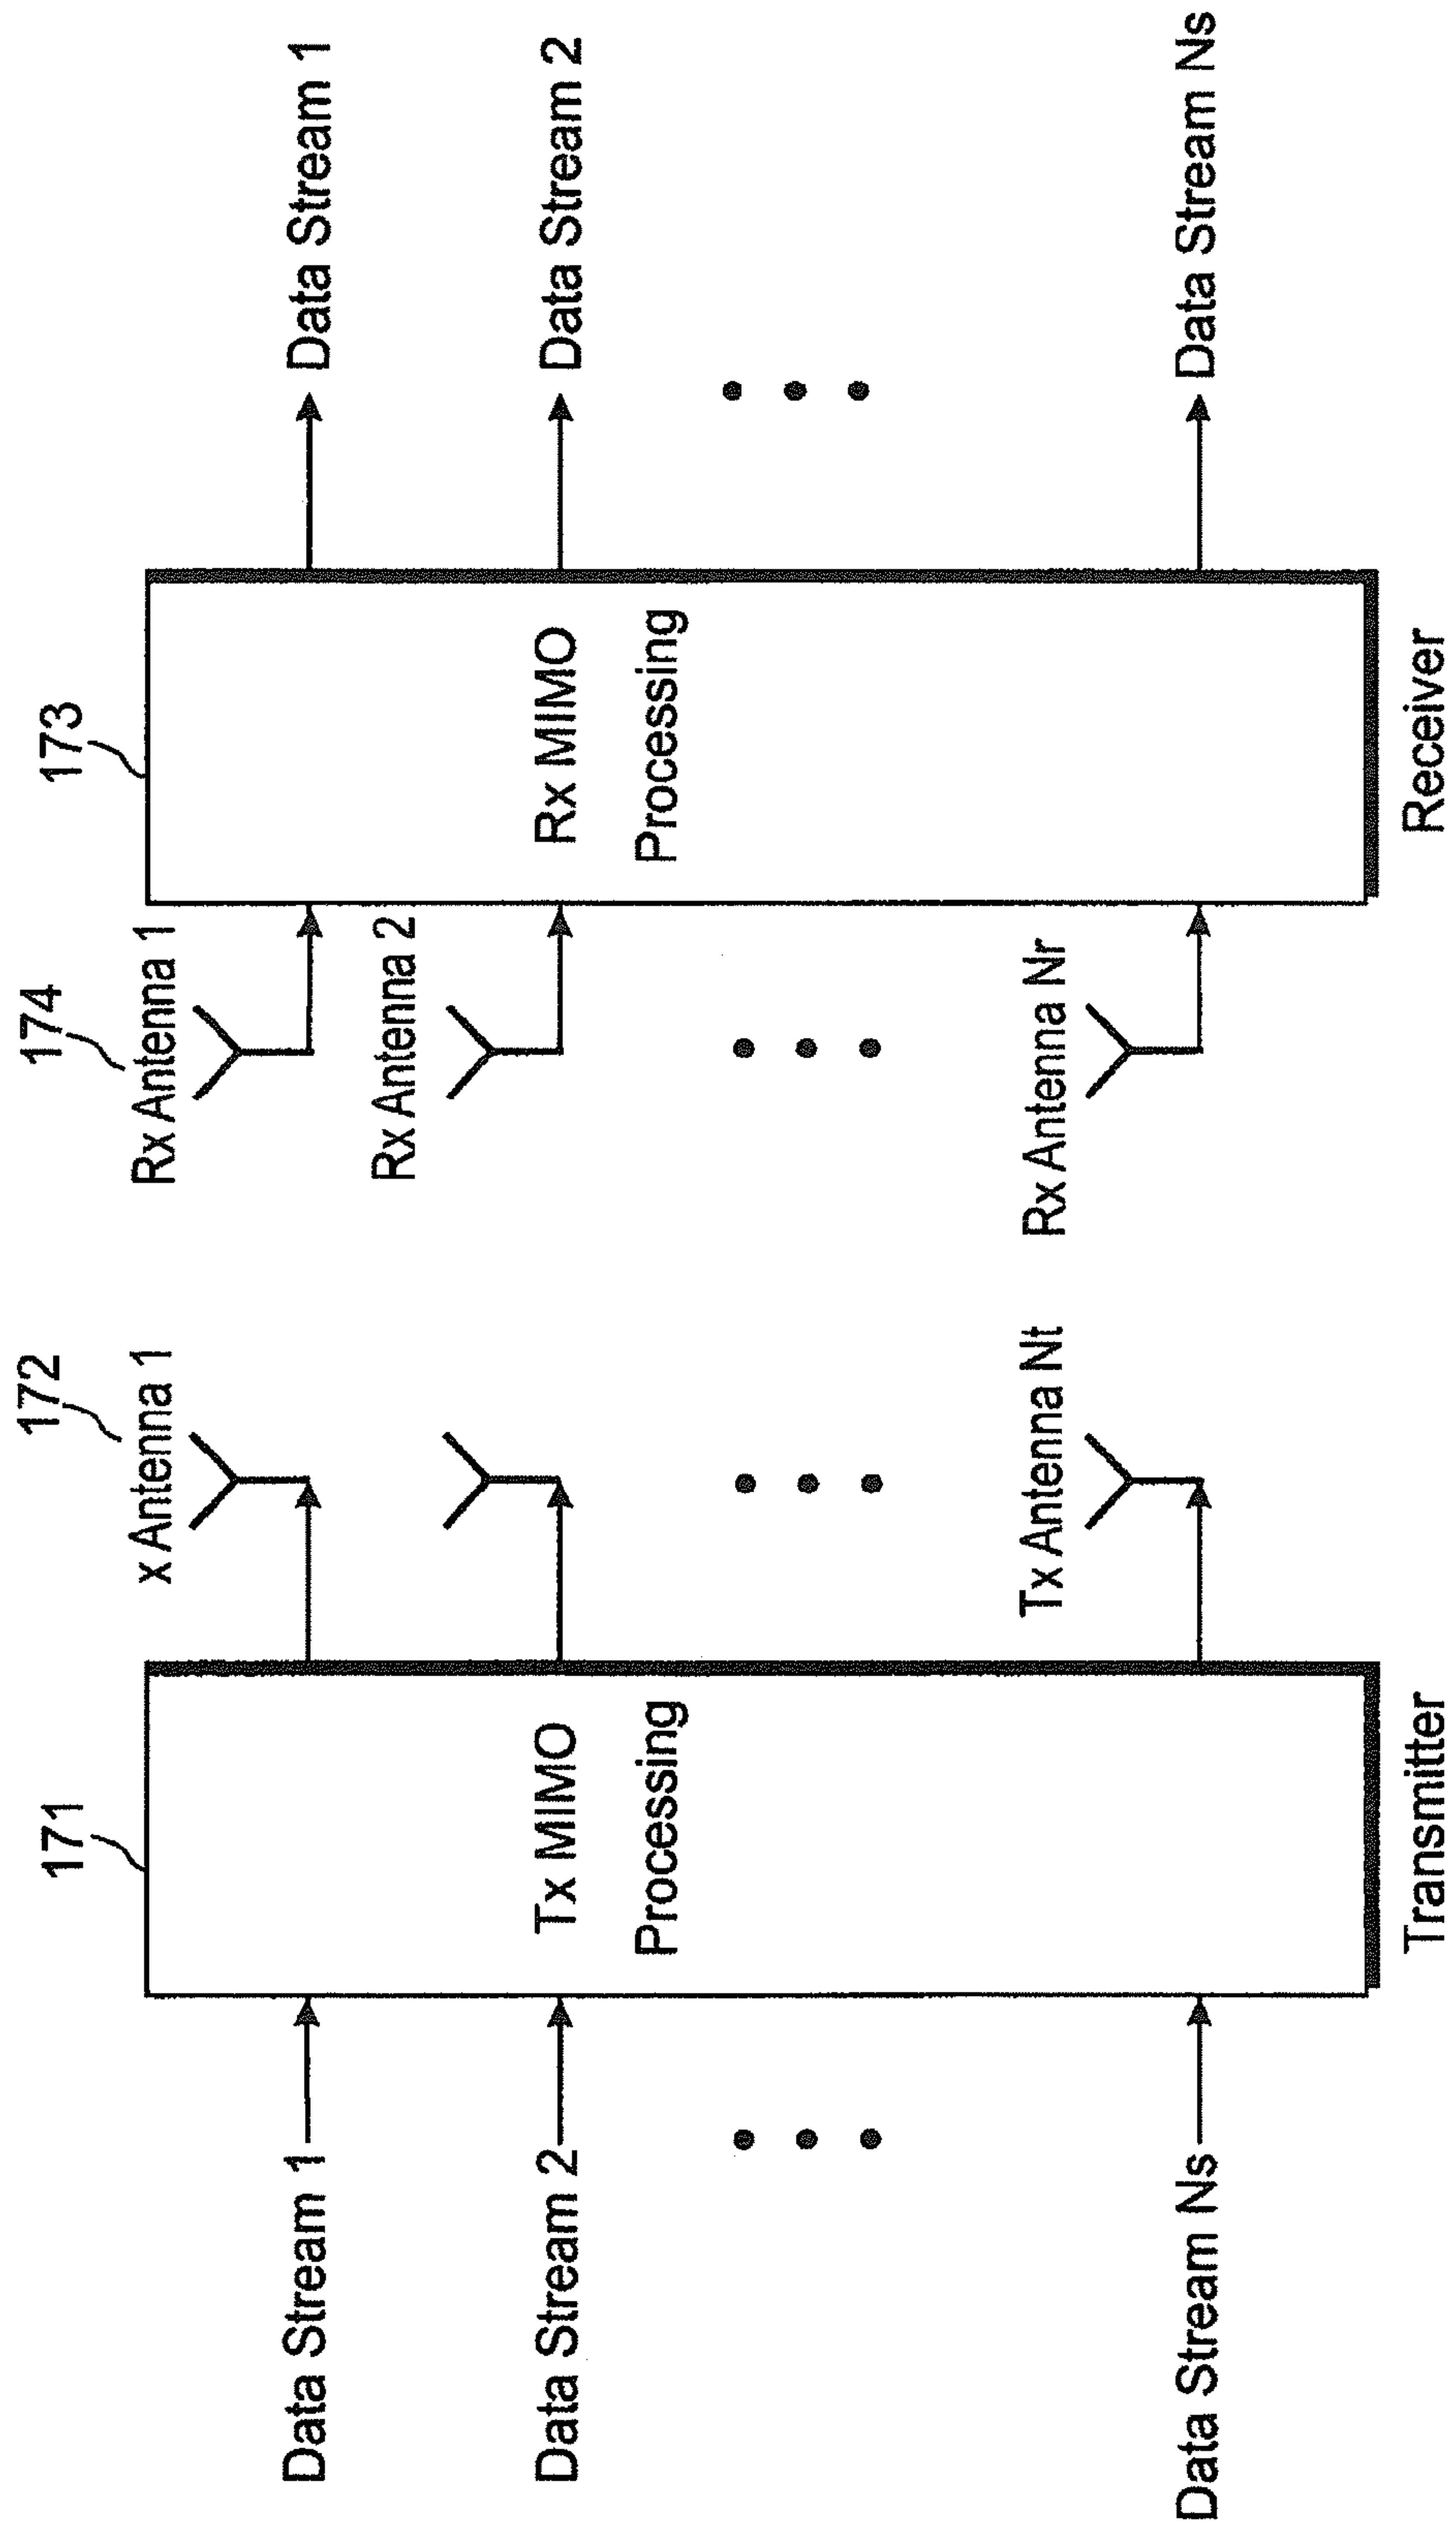 171
172
174
173
x Antenna 1
Rx Antenna 1
Data Stream 1
Data Stream 1
Rx Antenna 2
Data Stream 2
Tx MIMO
Processing
Rx MIMO
Processing
Data Stream 2
Tx Antenna Nt
Rx Antenna Nr
Data Stream Ns
Data Stream Ns
Transmitter
Receiver